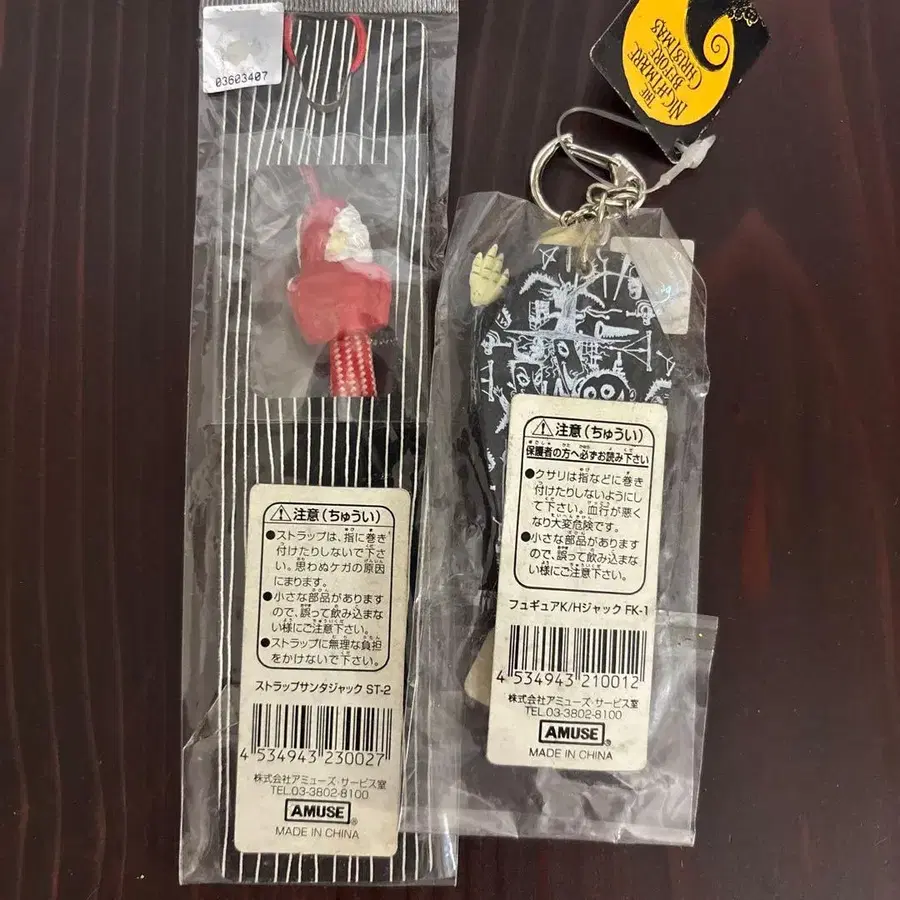 03603407
⚠注意(ちゅうい)
●ストラップは、指に巻き
付けたりしないで下さ
い。思わぬケガの原因
にまります。
●小さな部品があります
ので、誤って飲み込まな
い様にご注意下さい。
●ストラップに無理な負担
をかけないで下さい。
ストラップサンタジャック ST-2
4 534943 230027
株式会社アミューズ・サービス室
TEL.03-3802-8100
AMUSE®
MADE IN CHINA
THE
NIGHTMARE
BEFORE
CHRISTMAS
⚠注意(ちゅうい)
保護者の方へ必ずお読み下さい
●クサリは指などに巻き
付けたりしないようにし
て下さい。血行が悪く
なり大変危険です。
●小さい部品があります
ので、誤って飲み込まな
い様にご注意下さい。
フュギュアK/Hジャック FK-1
4 534943 210012
株式会社アミューズ・サービス室
TEL.03-3802-8100
AMUSE®
MADE IN CHINA